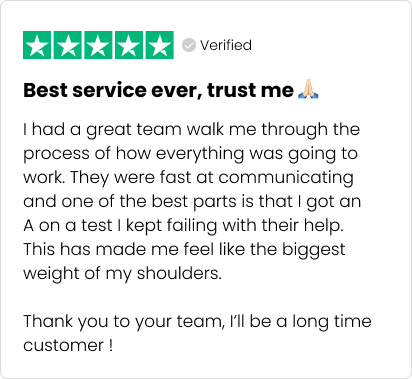 Verified
Best service ever, trust me🙏🏻
I had a great team walk me through the
process of how everything was going to
work. They were fast at communicating
and one of the best parts is that I got an
A on a test I kept failing with their help.
This has made me feel like the biggest
weight of my shoulders.
Thank you to your team, I’ll be a long time
customer !